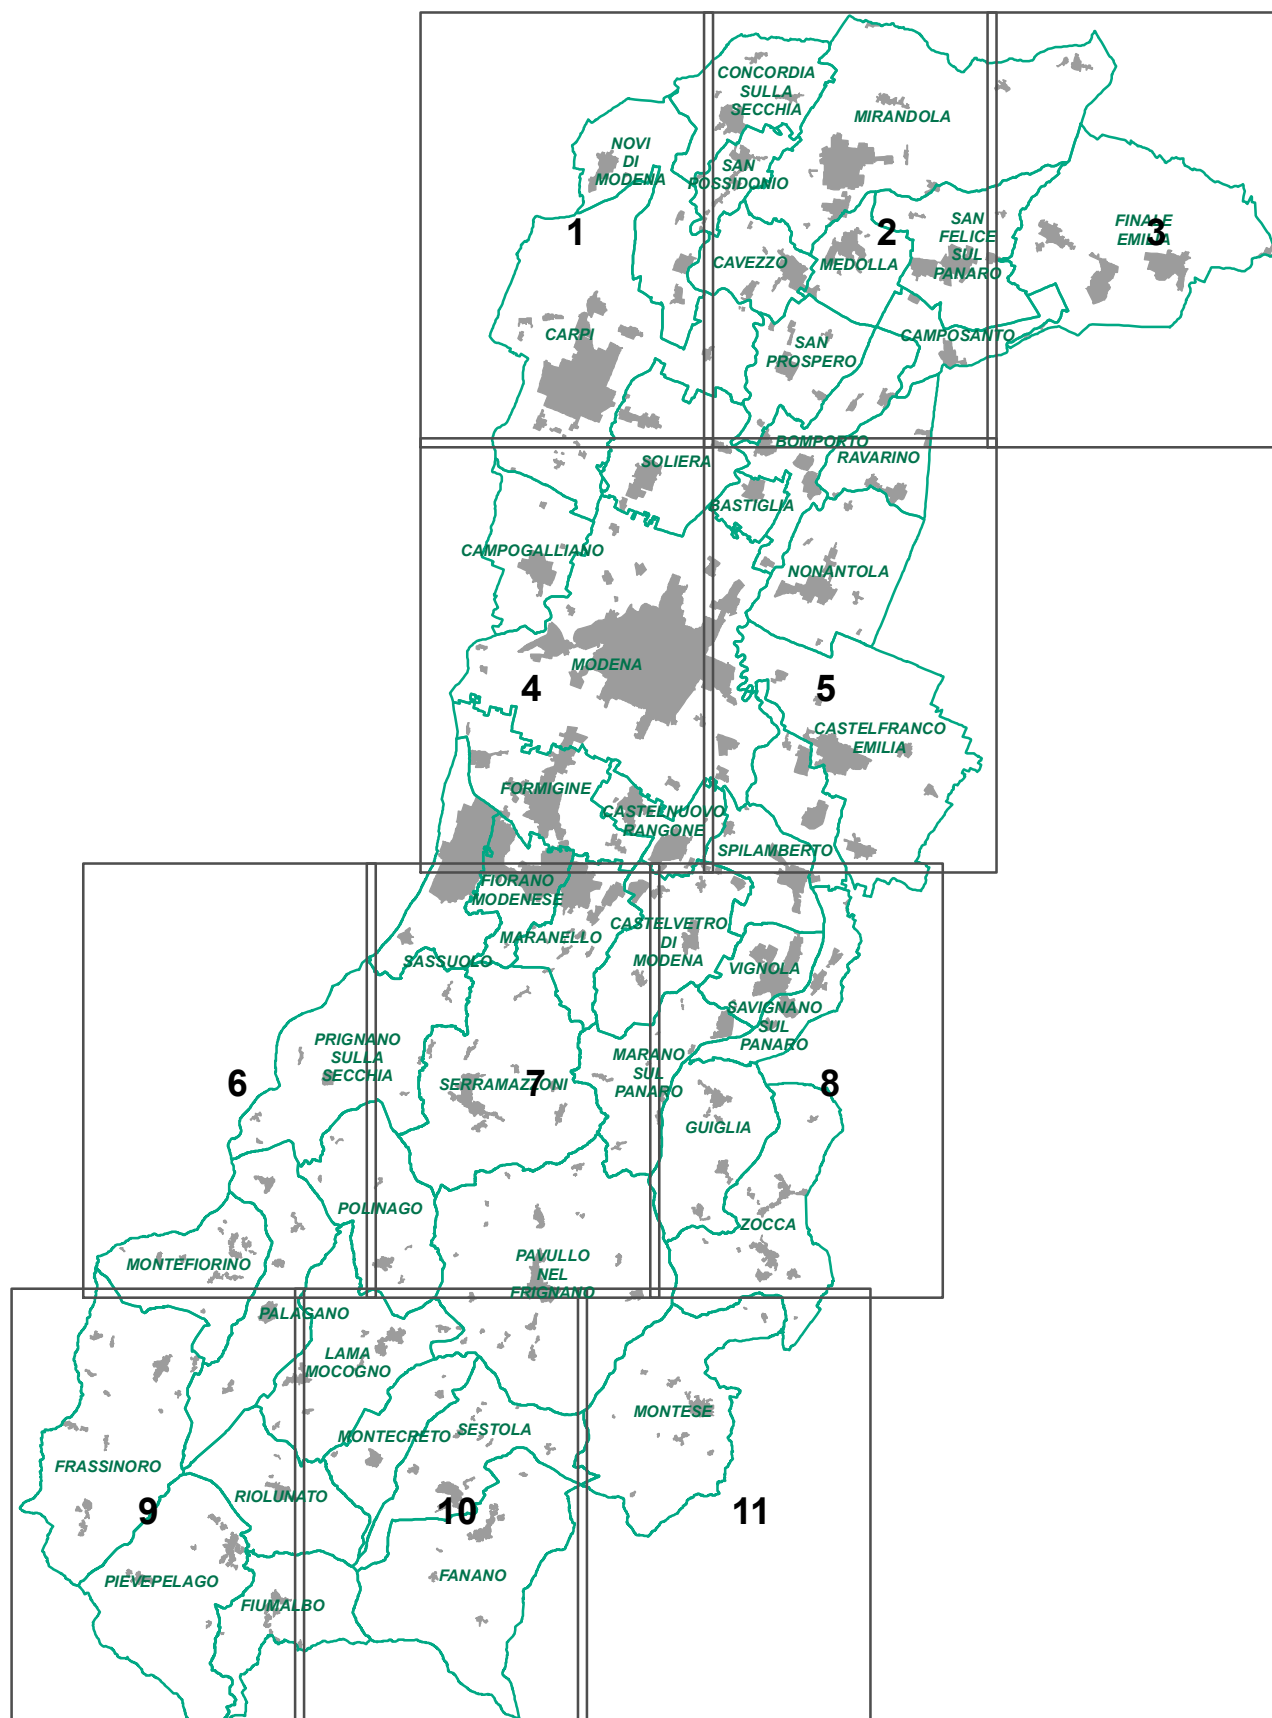 CONCORDIA
SULLA
SECCHIA
MIRANDOLA
NOVI
DI
MODENA
SAN
POSSIDONIO
1
2
3
SAN
FELICE
SUL
PANARO
FINALE
EMILIA
CAVEZZO
MEDOLLA
CARPI
SAN
PROSPERO
CAMPOSANTO
BOMPORTO
RAVARINO
SOLIERA
BASTIGLIA
CAMPOGALLIANO
NONANTOLA
MODENA
4
5
CASTELFRANCO
EMILIA
FORMIGINE
CASTELNUOVO
RANGONE
SPILAMBERTO
FIORANO
MODENESE
MARANELLO
CASTELVETRO
DI
MODENA
SASSUOLO
VIGNOLA
SAVIGNANO
SUL
PANARO
PRIGNANO
SULLA
SECCHIA
MARANO
SUL
PANARO
6
SERRAMAZZONI
7
8
GUIGLIA
POLINAGO
ZOCCA
MONTEFIORINO
PAVULLO
NEL
FRIGNANO
PALAGANO
LAMA
MOCOGNO
MONTESE
MONTECRETO
SESTOLA
FRASSINORO
RIOLUNATO
9
10
11
PIEVEPELAGO
FANANO
FIUMALBO